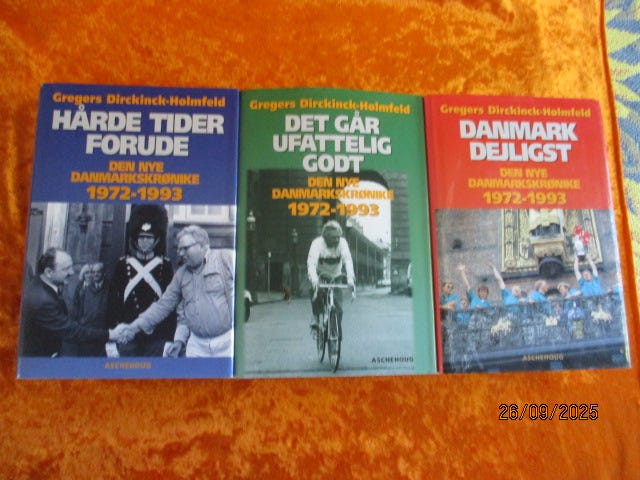 Gregers Dirckinck-Holmfeld
HÅRDE TIDER
FORUDE
DEN NYE
DANMARKSKRØNIKE
1972-1993
ASCHEHOUG
Gregers Dirckinck-Holmfeld
DET GÅR
UFATTELIG
GODT
DEN NYE
DANMARKSKRØNIKE
1972-1993
ASCHEHOUG
Gregers Dirckinck-Holmfeld
DANMARK
DEJLIGST
DEN NYE
DANMARKSKRØNIKE
1972-1993
ASCHEHOUG
26/09/2025